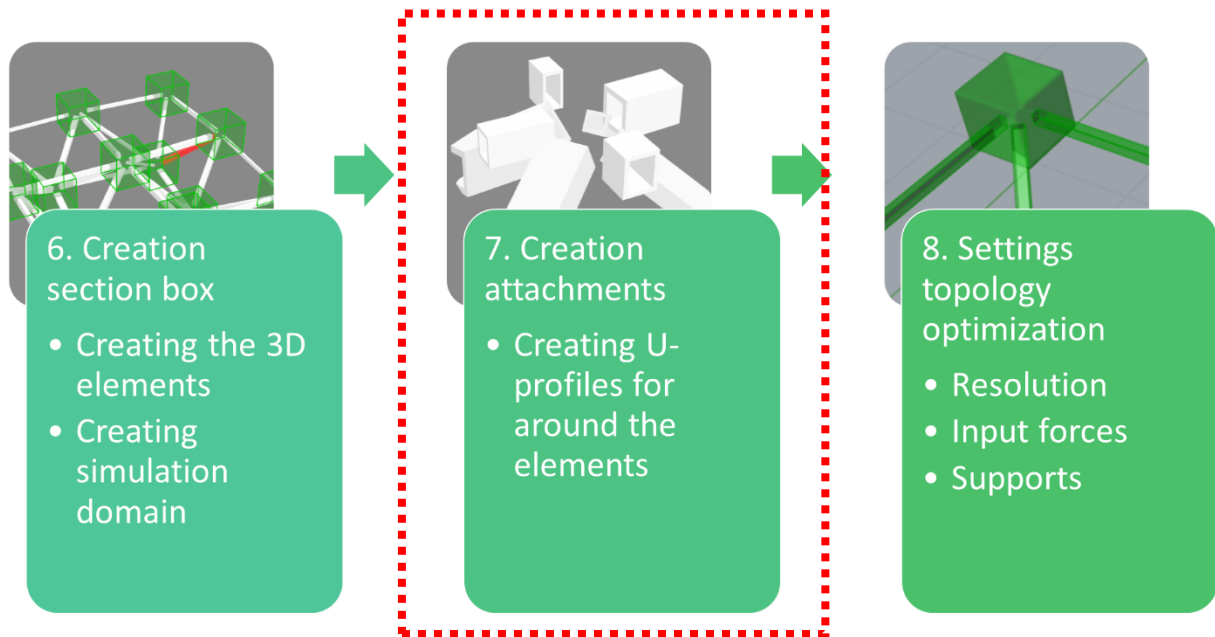 6. Creation
section box
• Creating the 3D
elements
• Creating
simulation
domain
7. Creation
attachments
• Creating U-
profiles for
around the
elements
8. Settings
topology
optimization
• Resolution
• Input forces
• Supports